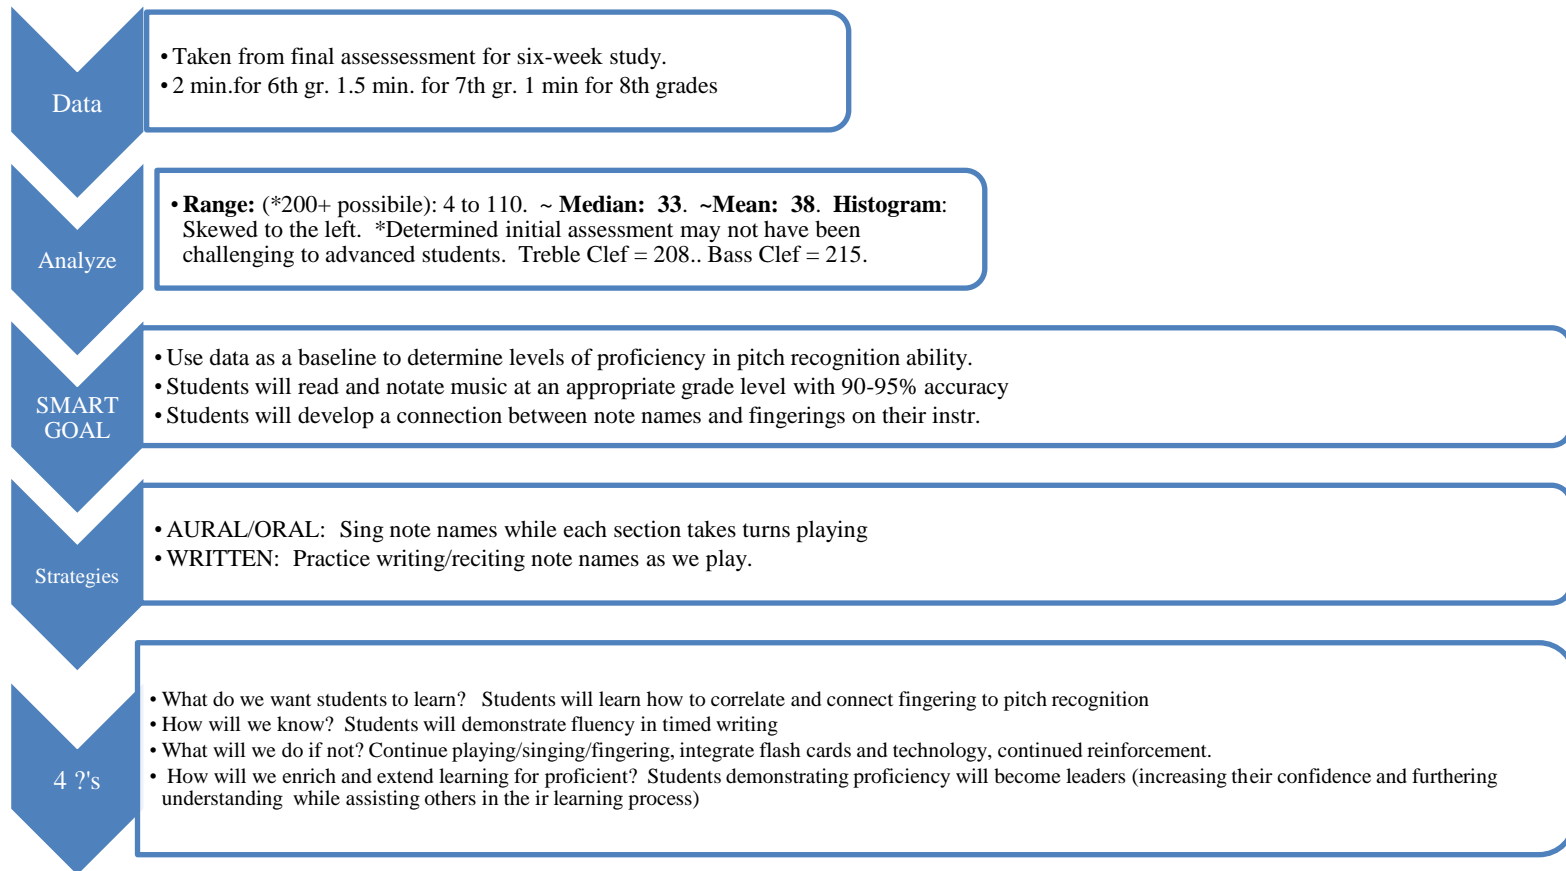 Data
• Taken from final assessessment for six-week study.
• 2 min.for 6th gr. 1.5 min. for 7th gr. 1 min for 8th grades
Analyze
• Range: (*200+ possibile): 4 to 110. ~ Median: 33. ~Mean: 38. Histogram:
Skewed to the left. *Determined initial assessment may not have been
challenging to advanced students. Treble Clef = 208.. Bass Clef = 215.
SMART
GOAL
• Use data as a baseline to determine levels of proficiency in pitch recognition ability.
• Students will read and notate music at an appropriate grade level with 90-95% accuracy
• Students will develop a connection between note names and fingerings on their instr.
Strategies
• AURAL/ORAL: Sing note names while each section takes turns playing
• WRITTEN: Practice writing/reciting note names as we play.
4 ?'s
• What do we want students to learn? Students will learn how to correlate and connect fingering to pitch recognition
• How will we know? Students will demonstrate fluency in timed writing
• What will we do if not? Continue playing/singing/fingering, integrate flash cards and technology, continued reinforcement.
• How will we enrich and extend learning for proficient? Students demonstrating proficiency will become leaders (increasing their confidence and furthering
understanding while assisting others in the ir learning process)